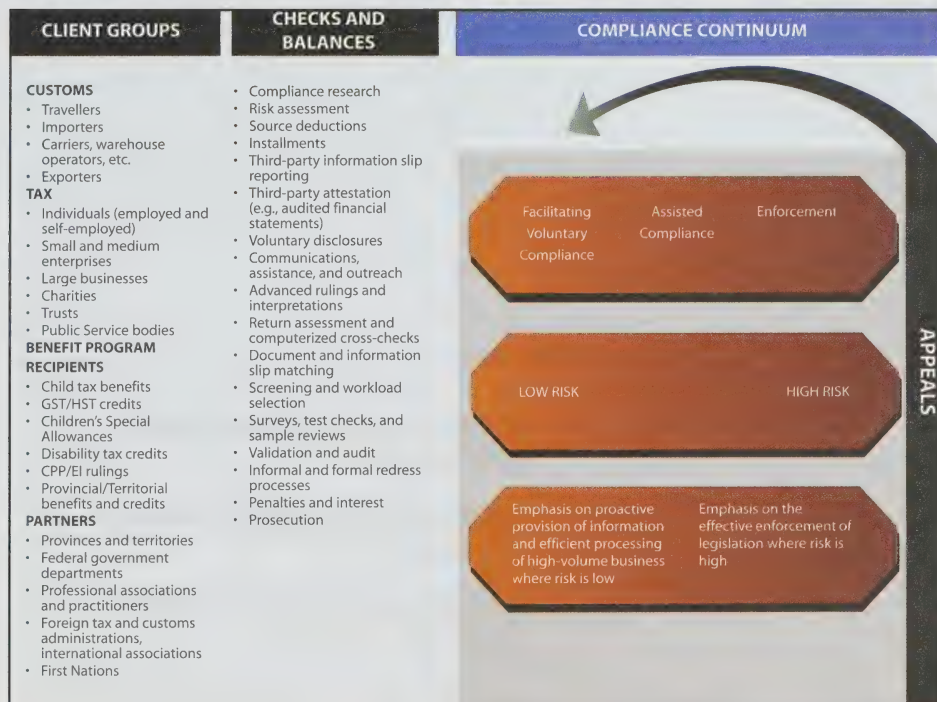 CLIENT GROUPS
CUSTOMS
• Travellers
• Importers
• Carriers, warehouse
operators, etc.
• Exporters
TAX
• Individuals (employed and
self-employed)
• Small and medium
enterprises
• Large businesses
• Charities
• Trusts
• Public Service bodies
BENEFIT PROGRAM
RECIPIENTS
• Child tax benefits
• GST/HST credits
• Children's Special
Allowances
• Disability tax credits
• CPP/EI rulings
• Provincial/Territorial
benefits and credits
PARTNERS
• Provinces and territories
• Federal government
departments
• Professional associations
and practitioners
• Foreign tax and customs
administrations,
international associations
• First Nations
CHECKS AND
BALANCES
• Compliance research
• Risk assessment
• Source deductions
• Installments
• Third-party information slip
reporting
• Third-party attestation
(e.g., audited financial
statements)
• Voluntary disclosures
• Communications,
assistance, and outreach
• Advanced rulings and
interpretations
• Return assessment and
computerized cross-checks
• Document and information
slip matching
• Screening and workload
selection
• Surveys, test checks, and
sample reviews
• Validation and audit
• Informal and formal redress
processes
• Penalties and interest
• Prosecution
COMPLIANCE CONTINUUM
Facilitating
Voluntary
Compliance
Assisted
Compliance
Enforcement
LOW RISK
HIGH RISK
Emphasis on proactive
provision of information
and efficient processing
of high-volume business
where risk is low
Emphasis on the
effective enforcement of
legislation where risk is
high
APPEALS